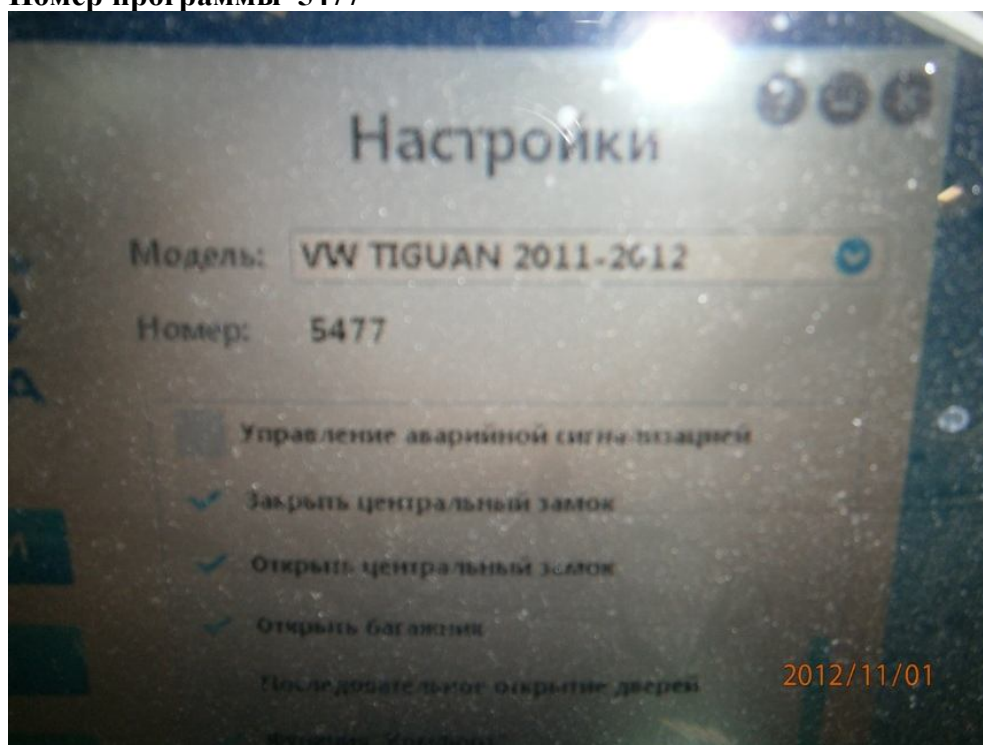 Номер программы 5477
Настройки
Модель: VW TIGUAN 2011-2012
Номер: 5477
Управление аварийной сигнализацией
Закрыть центральный замок
Открыть центральный замок
Открыть багажник
Последовательное открытие дверей
2012/11/01